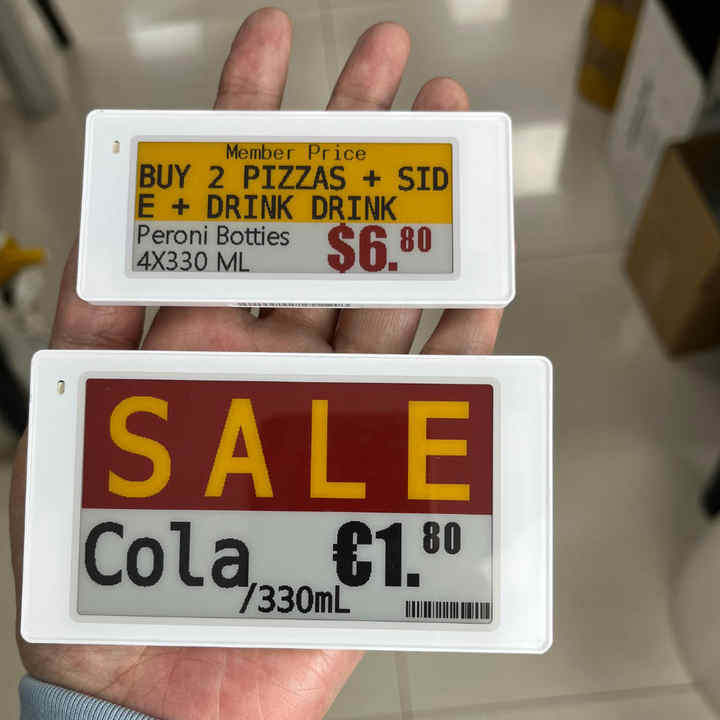 Member Price
BUY 2 PIZZAS + SID
E + DRINK DRINK
Peroni Botties
4X330 ML
$6.80
SALE
Cola
€1.80
/330mL